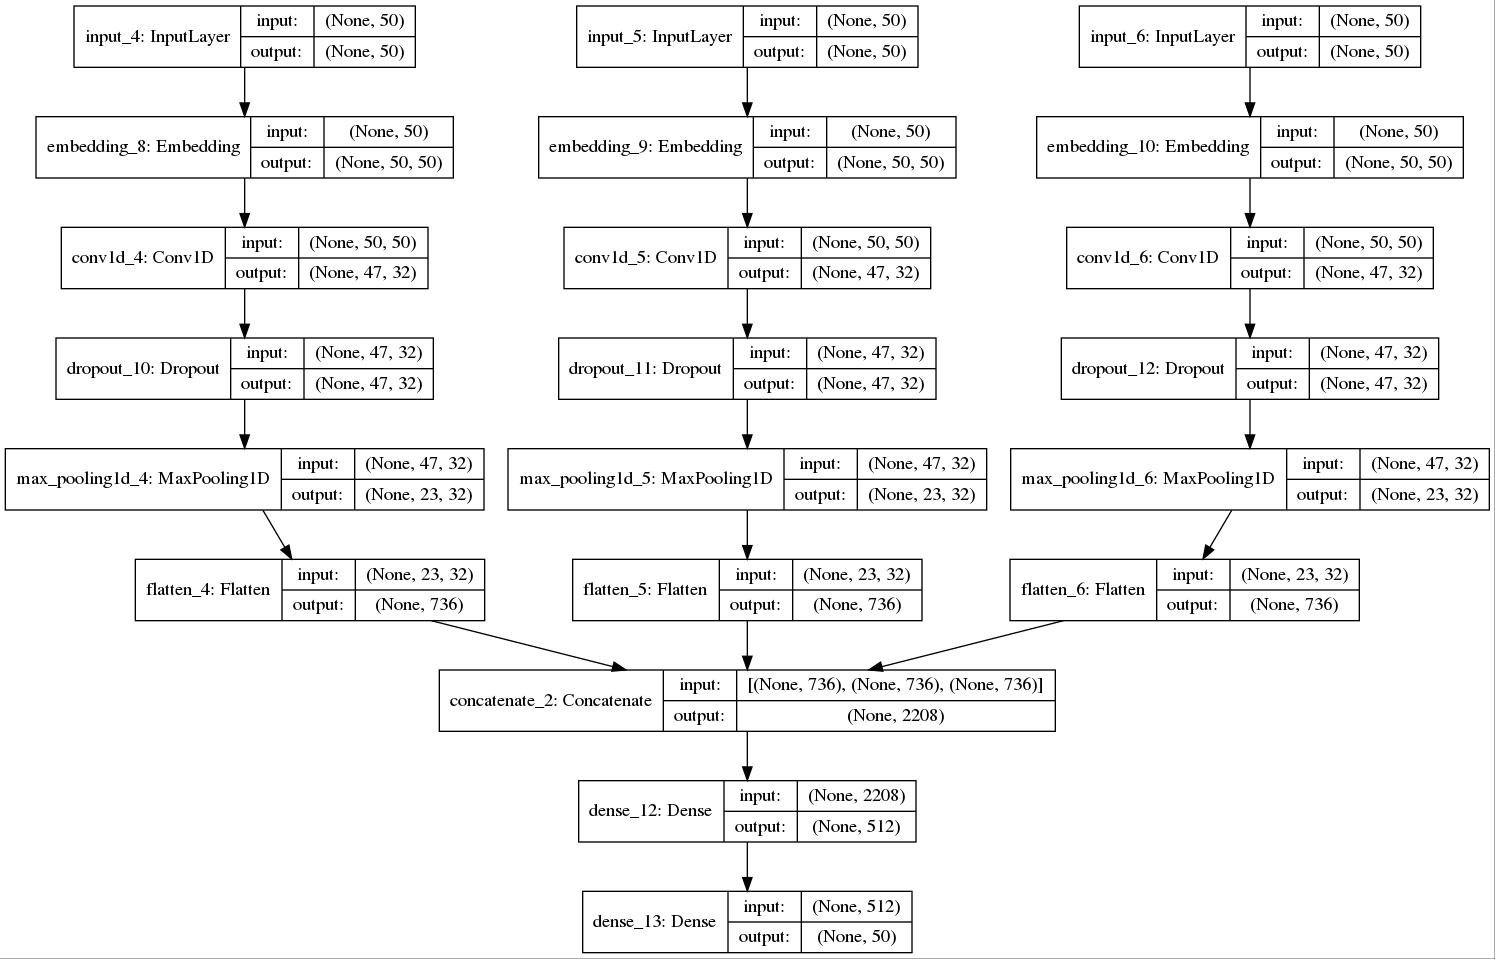 input_4: InputLayer input: (None, 50) output: (None, 50)
input_5: InputLayer input: (None, 50) output: (None, 50)
input_6: InputLayer input: (None, 50) output: (None, 50)
embedding_8: Embedding input: (None, 50) output: (None, 50, 50)
embedding_9: Embedding input: (None, 50) output: (None, 50, 50)
embedding_10: Embedding input: (None, 50) output: (None, 50, 50)
conv1d_4: Conv1D input: (None, 50, 50) output: (None, 47, 32)
conv1d_5: Conv1D input: (None, 50, 50) output: (None, 47, 32)
conv1d_6: Conv1D input: (None, 50, 50) output: (None, 47, 32)
dropout_10: Dropout input: (None, 47, 32) output: (None, 47, 32)
dropout_11: Dropout input: (None, 47, 32) output: (None, 47, 32)
dropout_12: Dropout input: (None, 47, 32) output: (None, 47, 32)
max_pooling1d_4: MaxPooling1D input: (None, 47, 32) output: (None, 23, 32)
max_pooling1d_5: MaxPooling1D input: (None, 47, 32) output: (None, 23, 32)
max_pooling1d_6: MaxPooling1D input: (None, 47, 32) output: (None, 23, 32)
flatten_4: Flatten input: (None, 23, 32) output: (None, 736)
flatten_5: Flatten input: (None, 23, 32) output: (None, 736)
flatten_6: Flatten input: (None, 23, 32) output: (None, 736)
concatenate_2: Concatenate input: [(None, 736), (None, 736), (None, 736)] output: (None, 2208)
dense_12: Dense input: (None, 2208) output: (None, 512)
dense_13: Dense input: (None, 512) output: (None, 50)